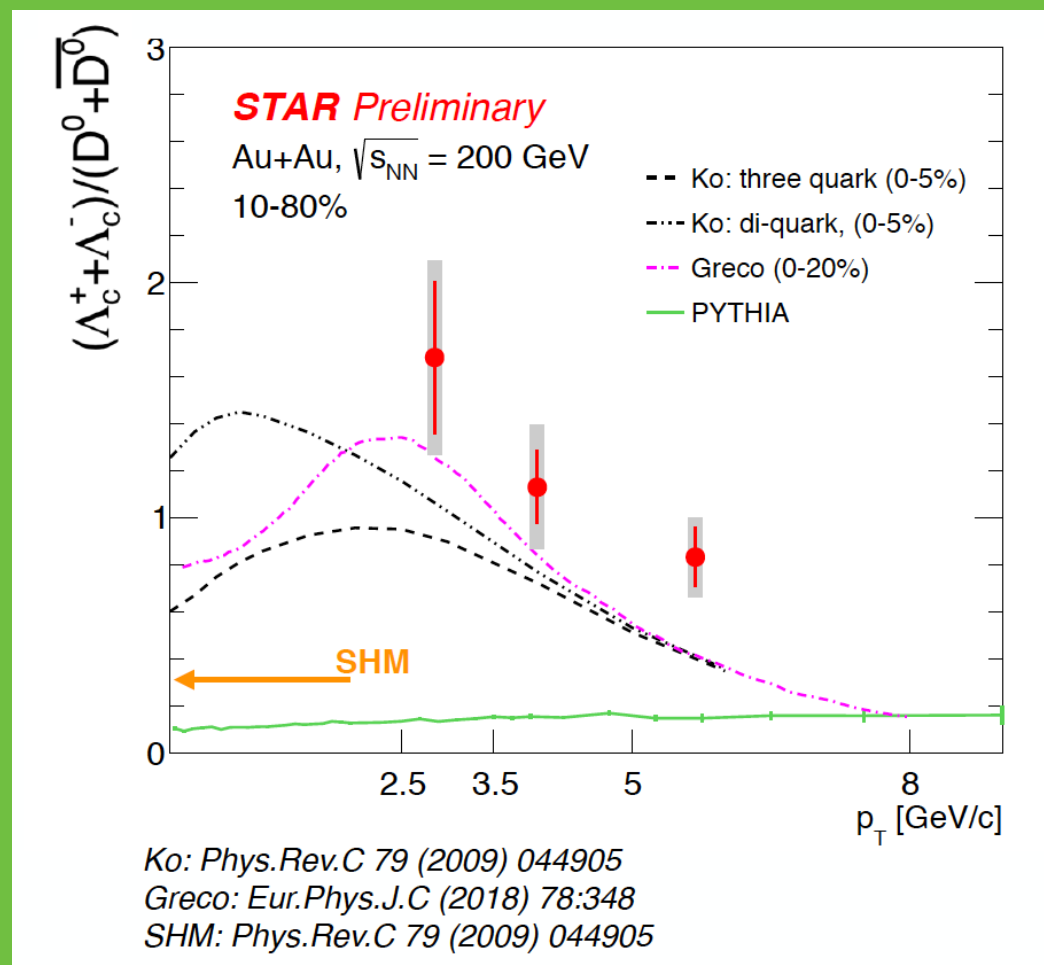 (Λc+ + Λc-)/(D0 + D̅0)
3
2
1
0
STAR Preliminary
Au+Au, √sNN = 200 GeV
10-80%
Ko: three quark (0-5%)
Ko: di-quark, (0-5%)
Greco (0-20%)
PYTHIA
SHM
2.5 3.5 5 8
pT [GeV/c]
Ko: Phys.Rev.C 79 (2009) 044905
Greco: Eur.Phys.J.C (2018) 78:348
SHM: Phys.Rev.C 79 (2009) 044905